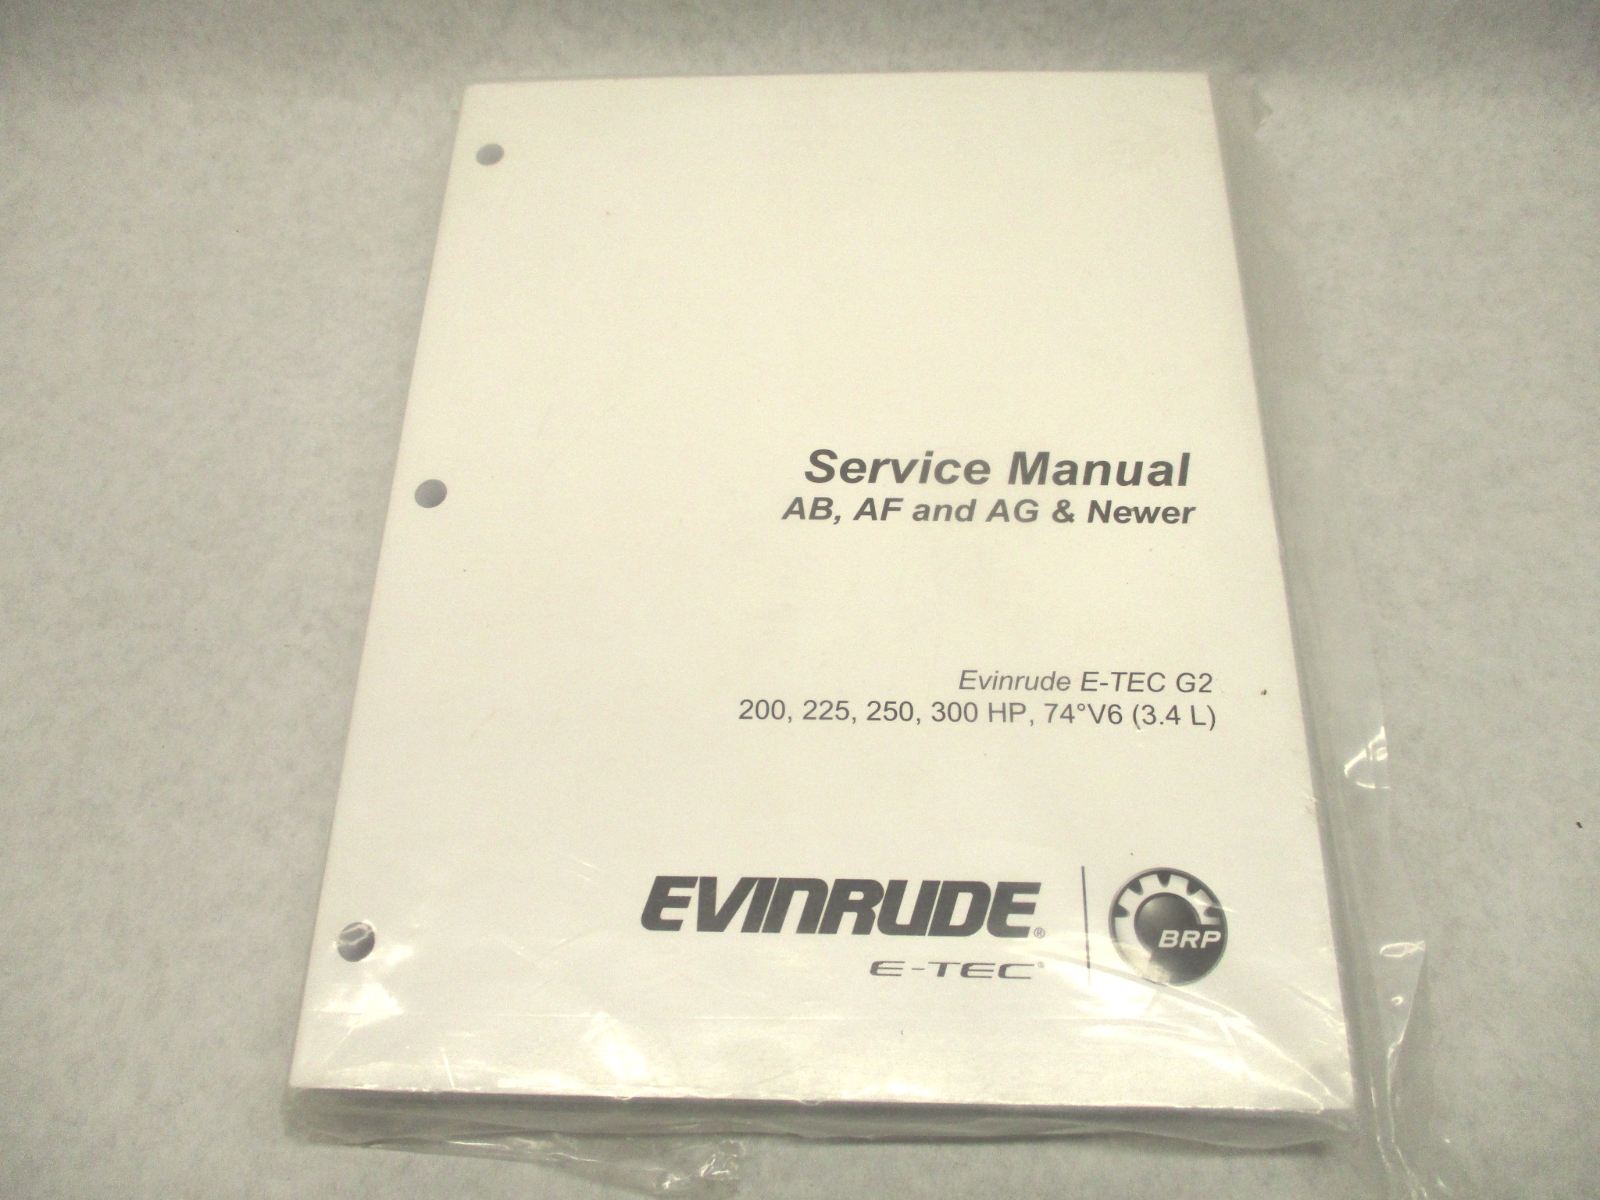 Service Manual
AB, AF and AG & Newer
Evinrude E-TEC G2
200, 225, 250, 300 HP, 74°V6 (3.4 L)
EVINRUDE®
E-TEC®
BRP